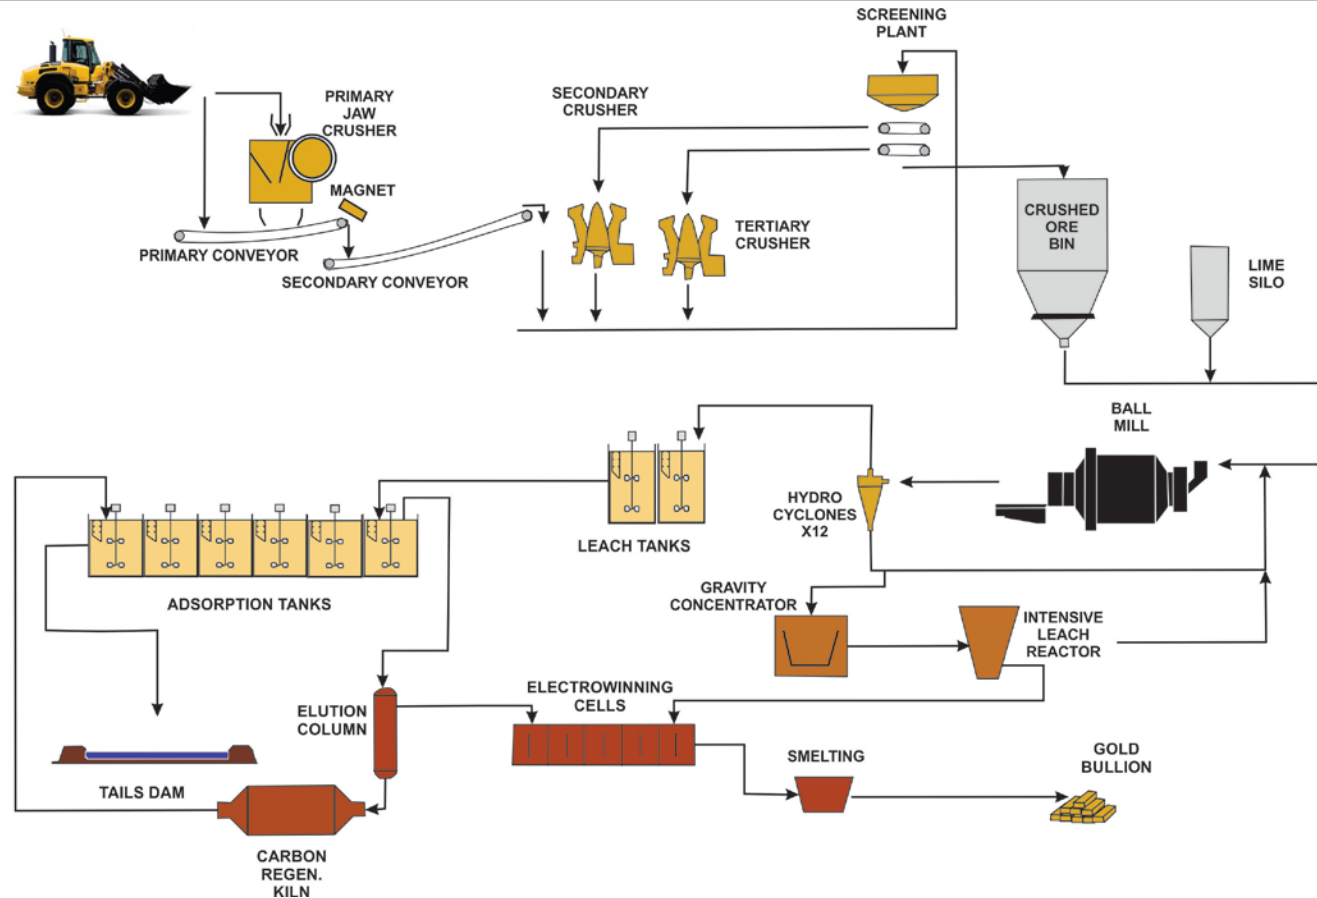 SCREENING
PLANT
PRIMARY
JAW
CRUSHER
SECONDARY
CRUSHER
MAGNET
TERTIARY
CRUSHER
CRUSHED
ORE
BIN
PRIMARY CONVEYOR
SECONDARY CONVEYOR
LIME
SILO
BALL
MILL
HYDRO
CYCLONES
X12
LEACH TANKS
ADSORPTION TANKS
GRAVITY
CONCENTRATOR
INTENSIVE
LEACH
REACTOR
ELUTION
COLUMN
ELECTROWINNING
CELLS
SMELTING
GOLD
BULLION
TAILS DAM
CARBON
REGEN.
KILN